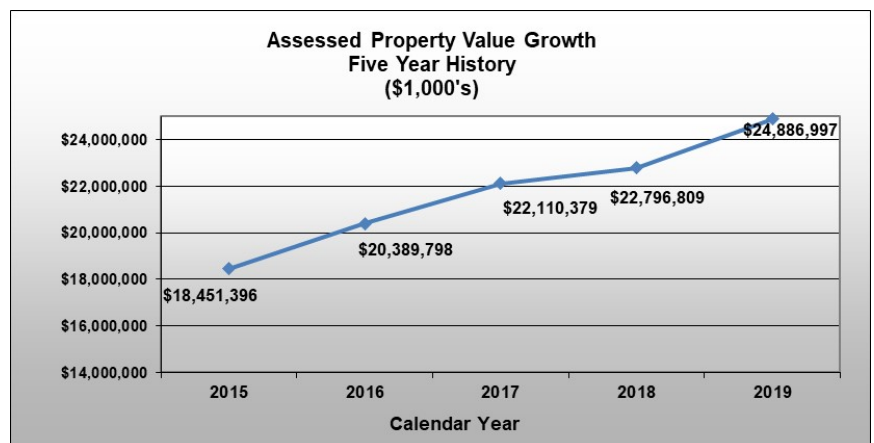 Assessed Property Value Growth
Five Year History
($1,000's)
$24,000,000
$22,000,000
$20,000,000
$18,000,000
$16,000,000
$14,000,000
$18,451,396
$20,389,798
$22,110,379
$22,796,809
$24,886,997
2015 2016 2017 2018 2019
Calendar Year